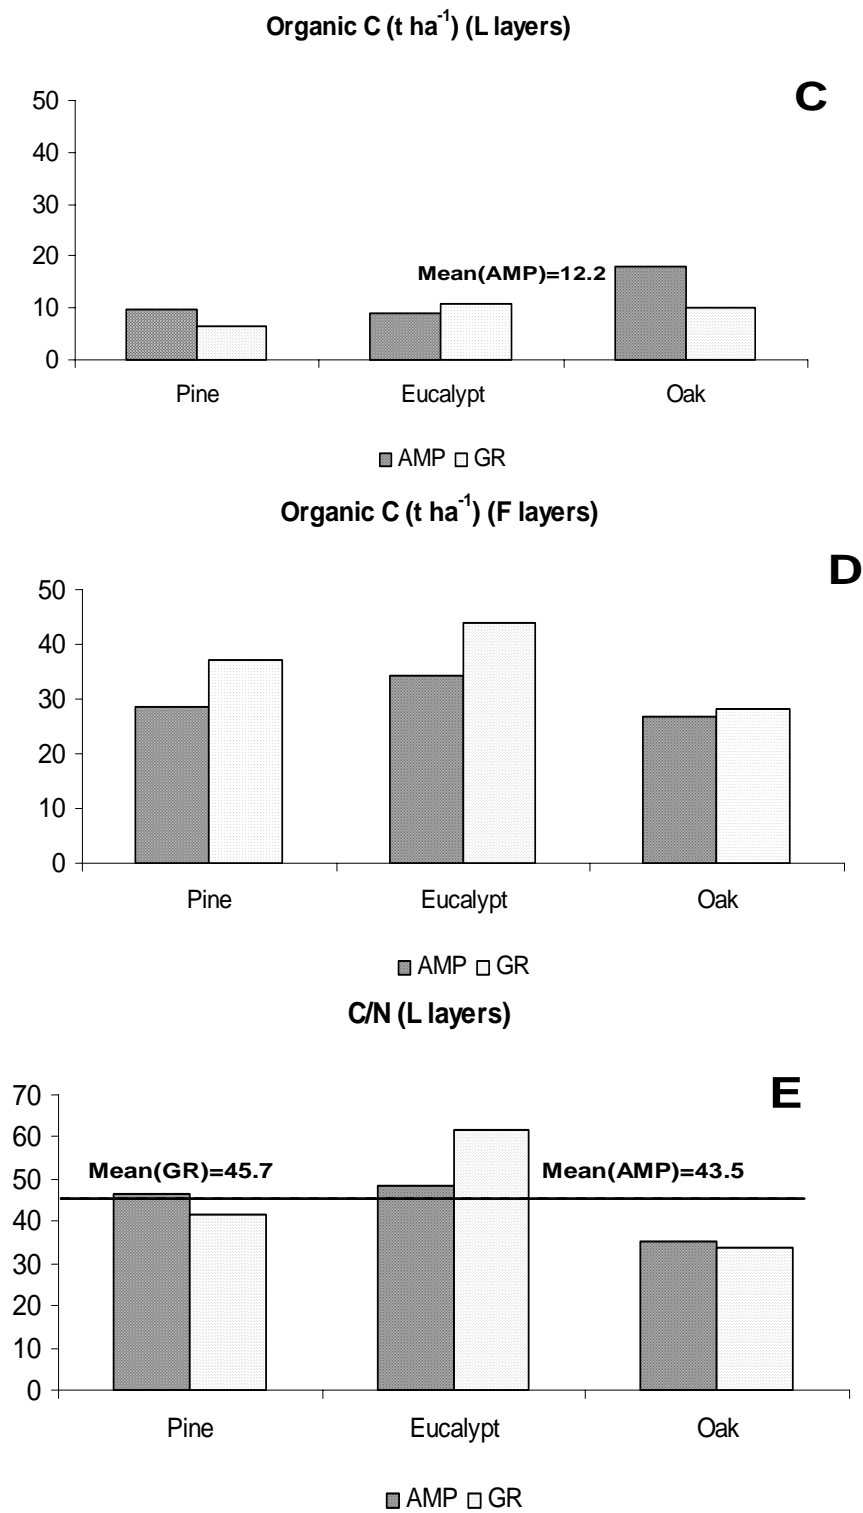 Organic C (t ha-1) (L layers)
C
50
40
30
20
10
0
Mean(AMP)=12.2
Pine Eucalypt Oak
AMP GR
Organic C (t ha-1) (F layers)
D
50
40
30
20
10
0
Pine Eucalypt Oak
AMP GR
C/N (L layers)
E
70
60
50
40
30
20
10
0
Mean(GR)=45.7 Mean(AMP)=43.5
Pine Eucalypt Oak
AMP GR